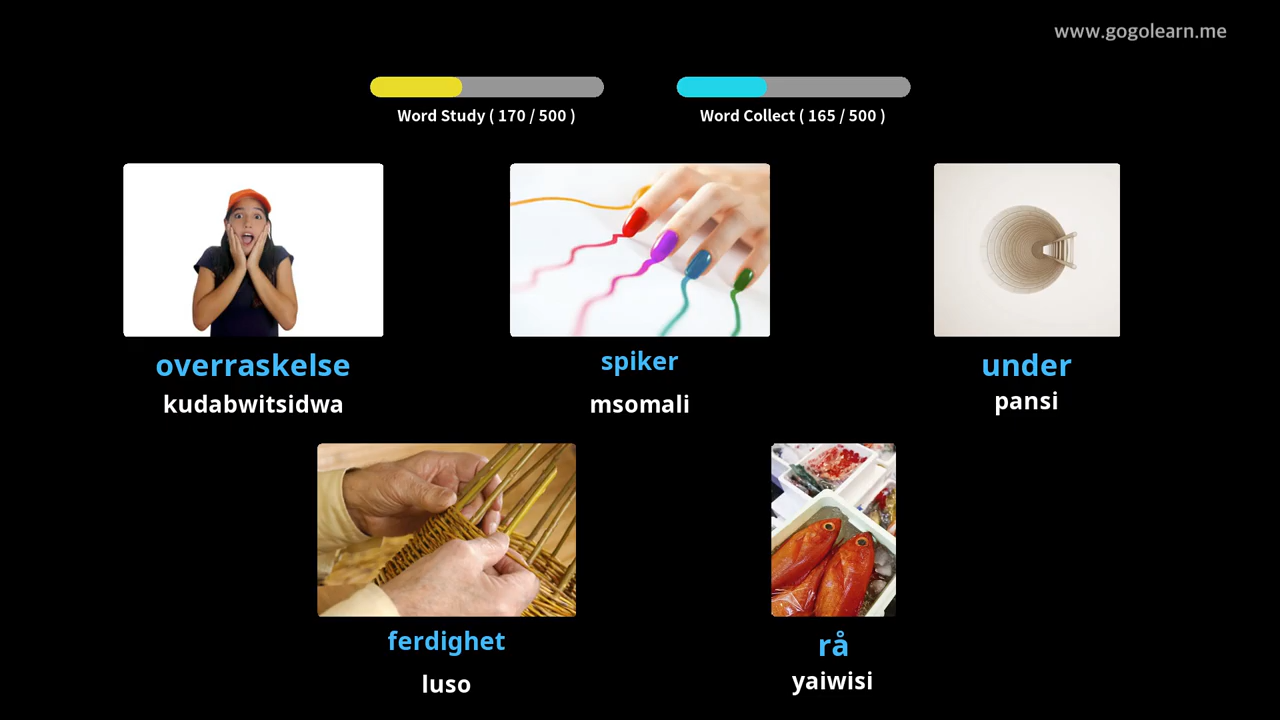 www.gogolearn.me
Word Study ( 170 / 500 )
Word Collect ( 165 / 500 )
overraskelse
kudabwitsidwa
spiker
msomali
under
pansi
ferdighet
luso
rå
yaiwisi